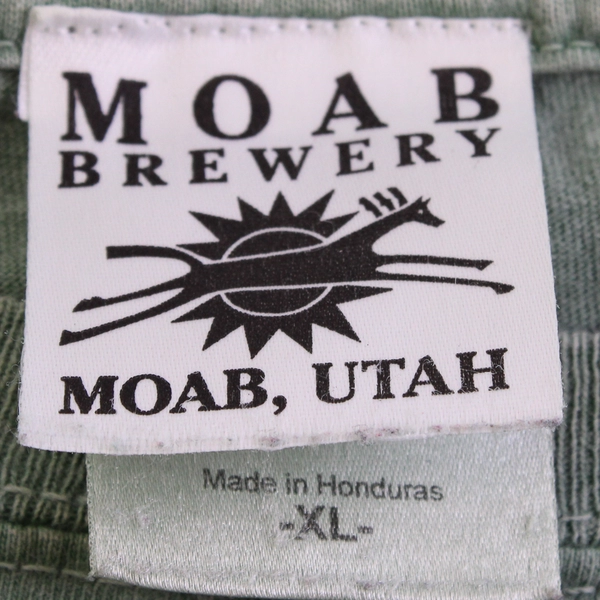 MOAB
BREWERY
MOAB, UTAH
Made in Honduras
-XL-